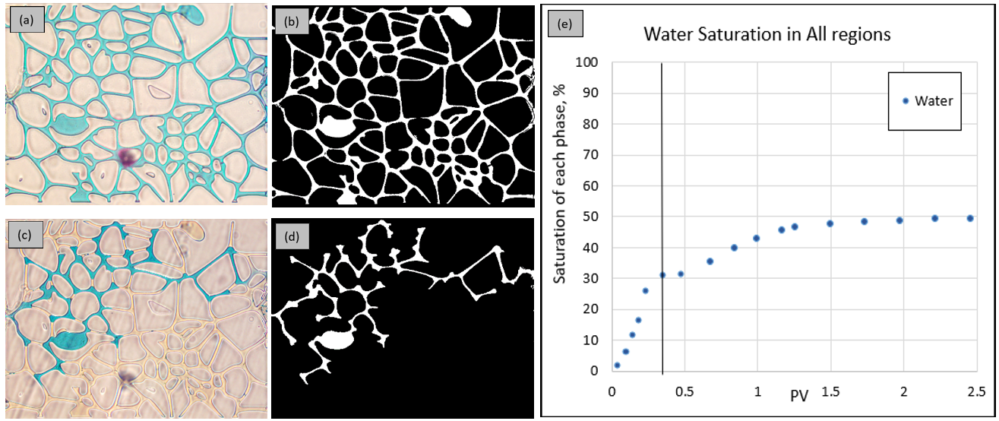 (a)
(b)
(c)
(d)
(e)
Water Saturation in All regions
Saturation of each phase, %
100
90
80
70
60
50
40
30
20
10
0
Water
0
0.5
1
1.5
2
2.5
PV